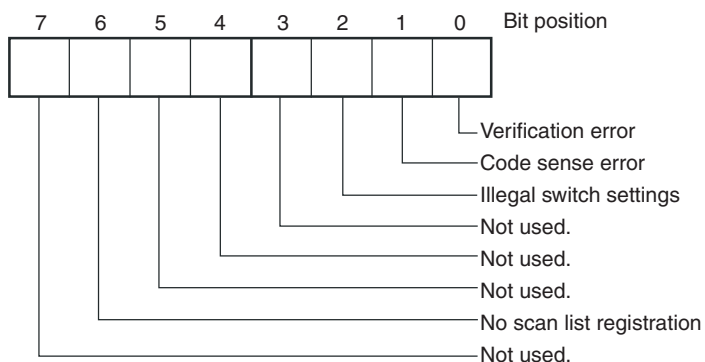 7 6 5 4 3 2 1 0 Bit position
Verification error
Code sense error
Illegal switch settings
Not used.
Not used.
Not used.
No scan list registration
Not used.